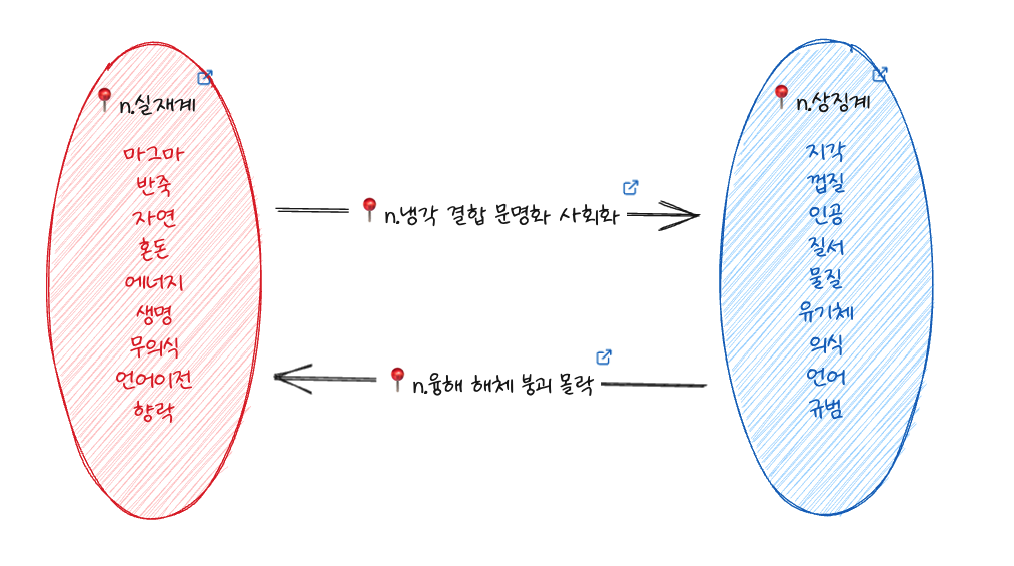 n.실재계
마그마
반죽
자연
혼돈
에너지
생명
무의식
언어이전
향락
n.냉각 결합 문명화 사회화
n.융해 해체 붕괴 몰락
n.상징계
지각
껍질
인공
질서
물질
유기체
의식
언어
규범